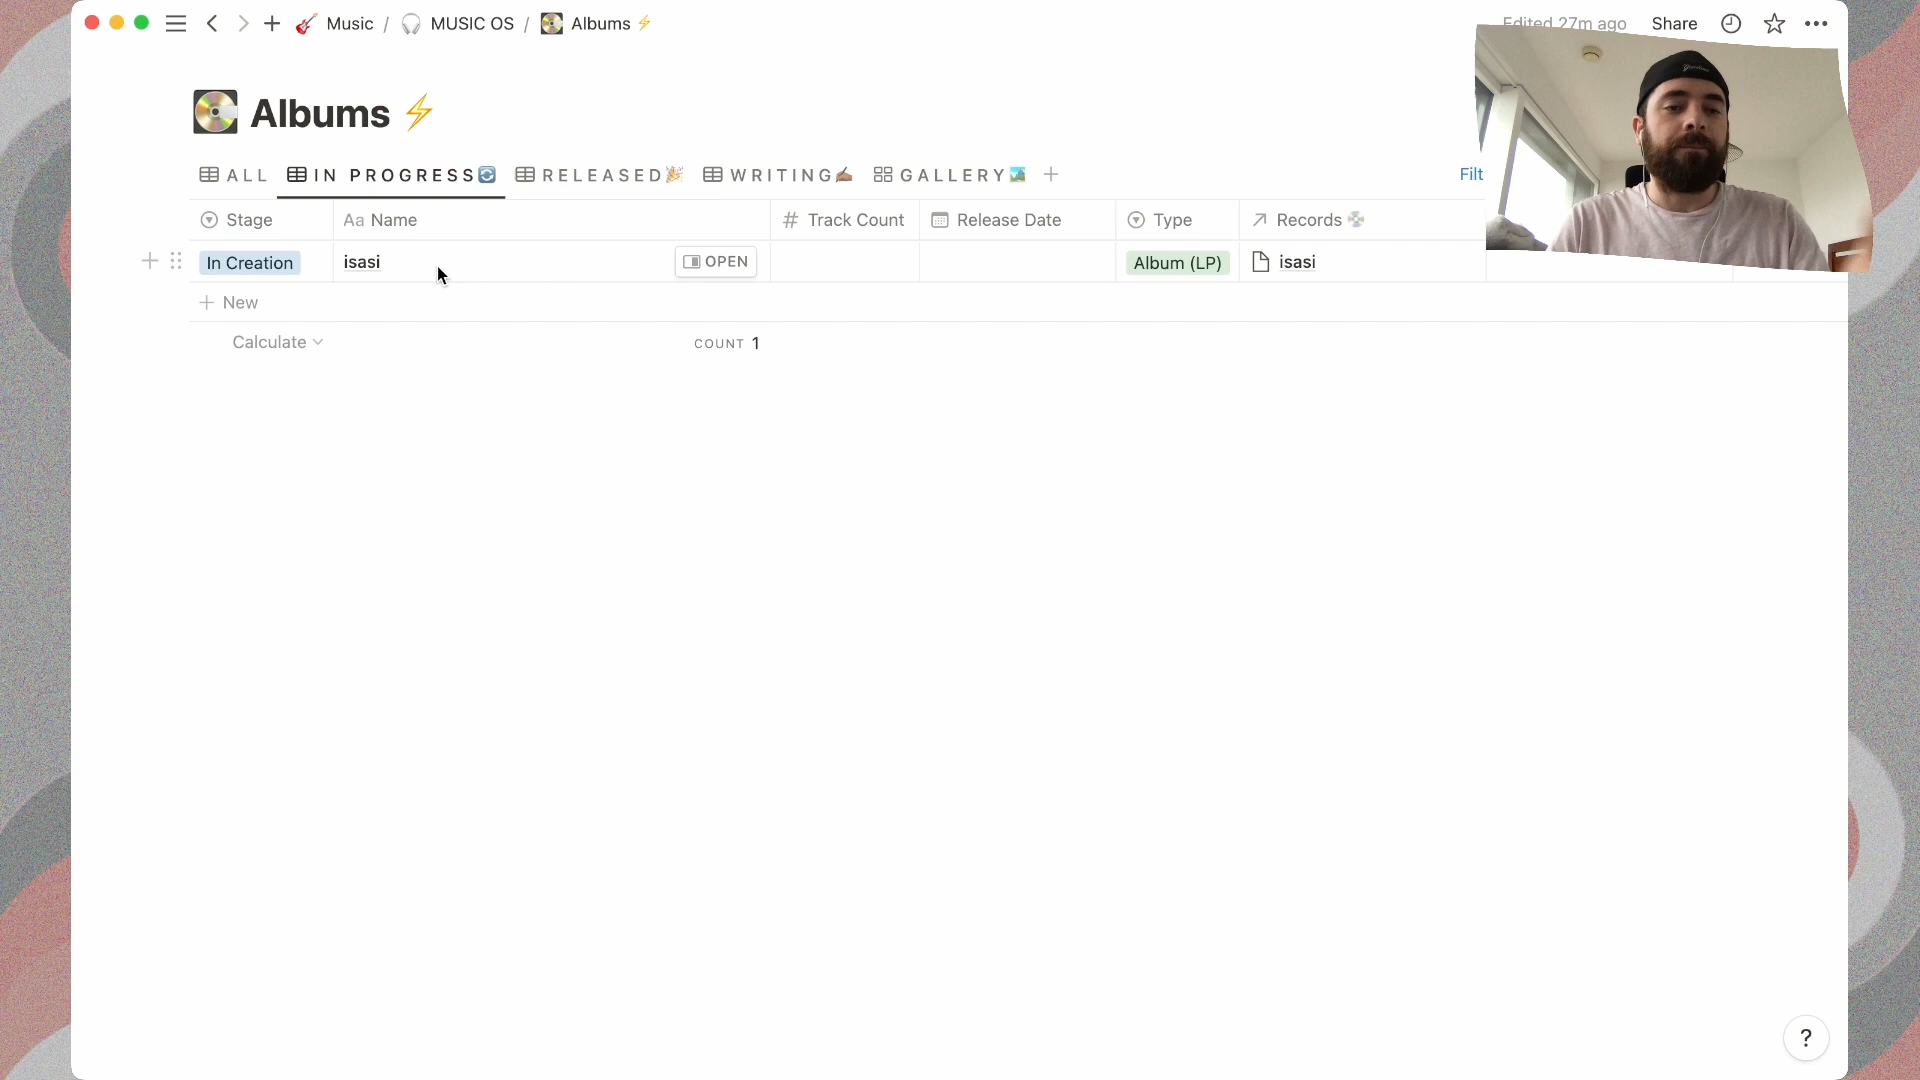 Music / MUSIC OS / Albums
Edited 27m ago Share
Albums
ALL IN PROGRESS RELEASED WRITING GALLERY
Filt
Stage Aa Name # Track Count Release Date Type Records
In Creation isasi OPEN Album (LP) isasi
New
Calculate COUNT 1
?